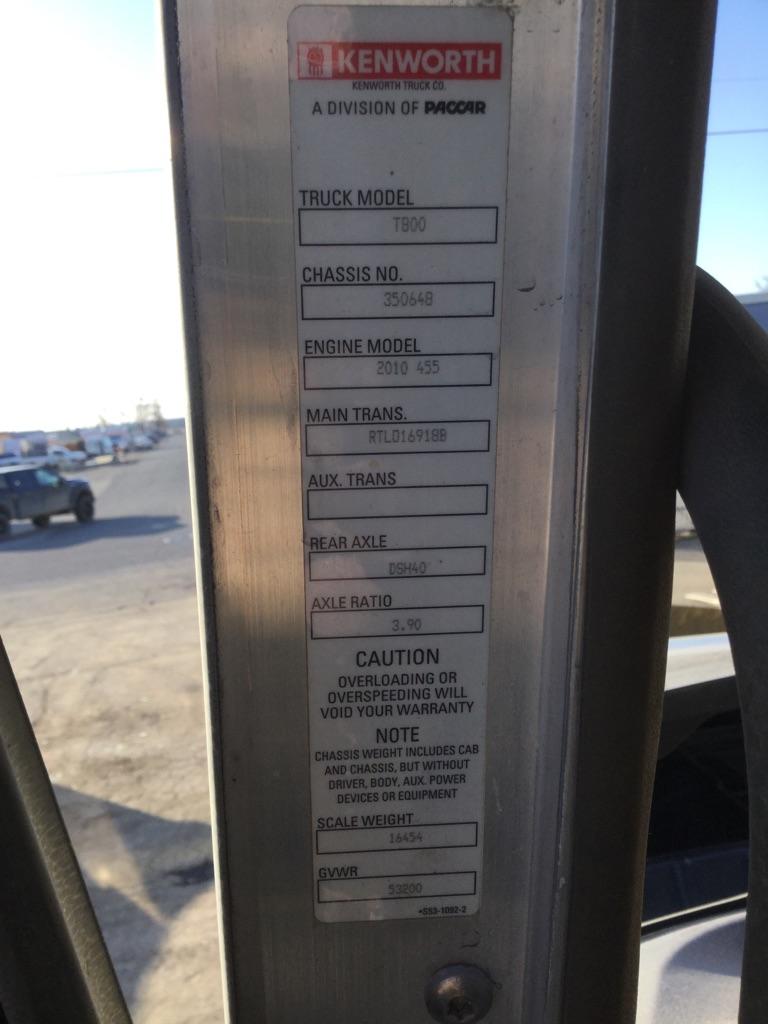 KENWORTH
KENWORTH TRUCK CO.
A DIVISION OF PACCAR
TRUCK MODEL
T800
CHASSIS NO.
350648
ENGINE MODEL
2010 455
MAIN TRANS.
RTLO16918B
AUX. TRANS
REAR AXLE
DSH40
AXLE RATIO
3.90
CAUTION
OVERLOADING OR
OVERSPEEDING WILL
VOID YOUR WARRANTY
NOTE
CHASSIS WEIGHT INCLUDES CAB
AND CHASSIS, BUT WITHOUT
DRIVER, BODY, AUX. POWER
DEVICES OR EQUIPMENT
SCALE WEIGHT
16454
GVWR
53200
•S53-1092-2